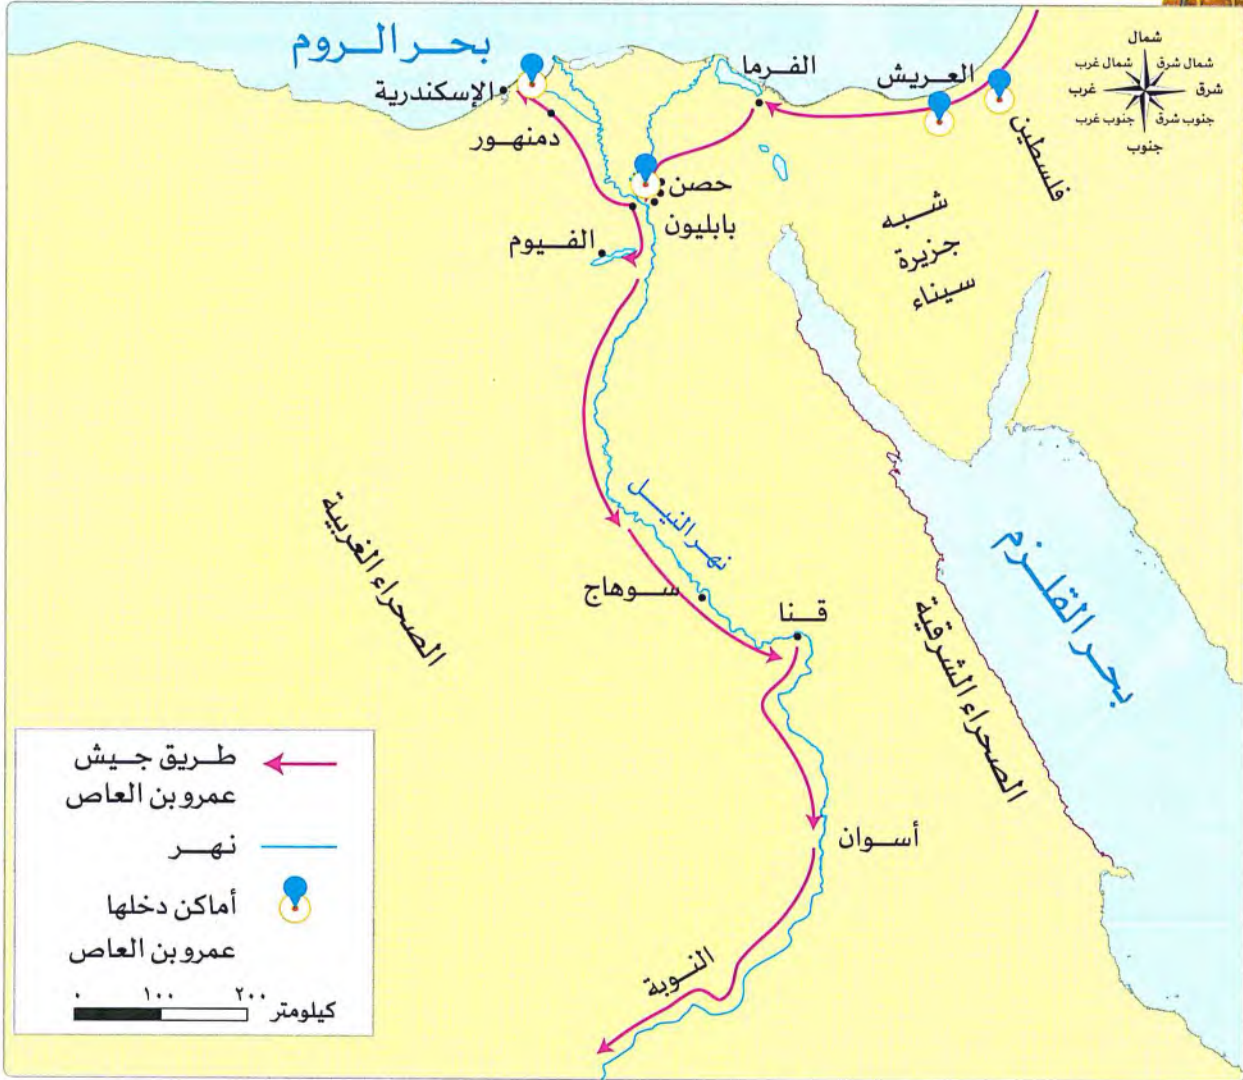 بحر الروم
شمال
شمال غرب
شمال شرق
غرب
شرق
جنوب غرب
جنوب شرق
جنوب
العريش
الفرما
الإسكندرية
دمنهور
فلسطين
حصن
بابليون
شبه
جزيرة
سيناء
الفيوم
نهر النيل
الصحراء الغربية
سوهاج
قنا
بحر القلزم
الصحراء الشرقية
أسوان
النوبة
طريق جيش
عمرو بن العاص
نهر
أماكن دخلها
عمرو بن العاص
٠ ١٠٠ ٢٠٠ كيلومتر